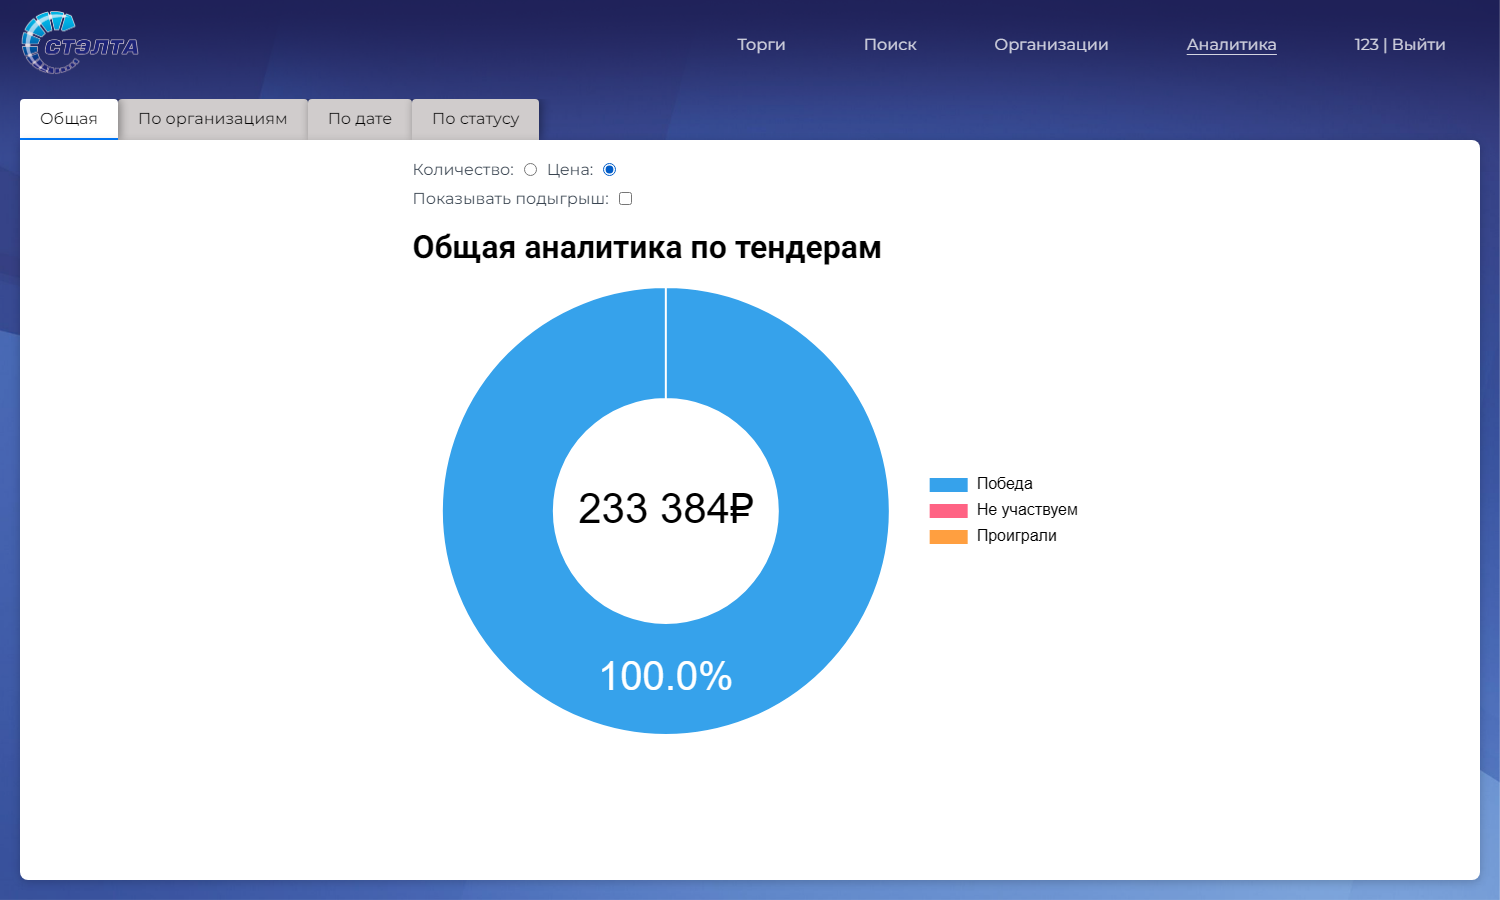 СТЭЛТА
Торги
Поиск
Организации
Аналитика
123 | Выйти
Общая
По организациям
По дате
По статусу
Количество: Цена:
Показывать подыгрыш:
Общая аналитика по тендерам
233 384₽
100.0%
Победа
Не участвуем
Проиграли